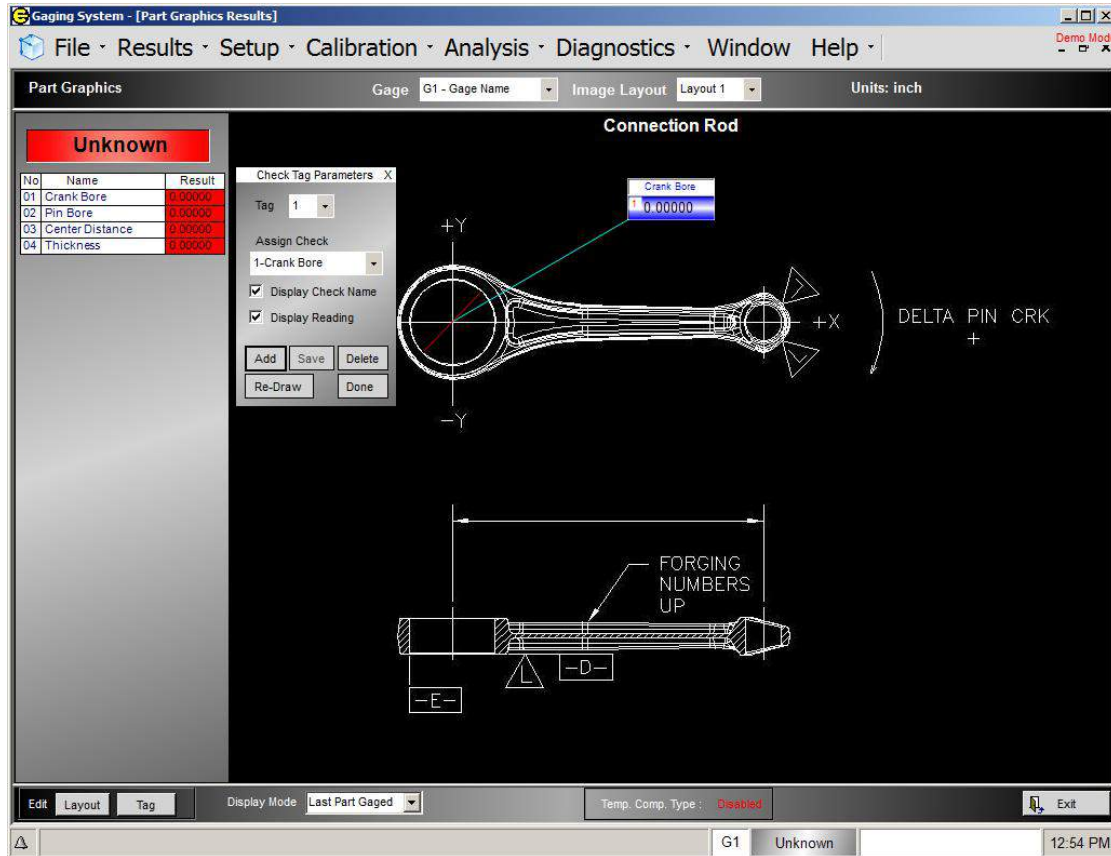 Gaging System - [Part Graphics Results]
File Results Setup Calibration Analysis Diagnostics Window Help
Demo Mod
Part Graphics Gage G1 - Gage Name Image Layout Layout 1 Units: inch
Unknown
No Name Result
01 Crank Bore 0.00000
02 Pin Bore 0.00000
03 Center Distance 0.00000
04 Thickness 0.00000
Check Tag Parameters X
Tag 1
Assign Check
1-Crank Bore
Display Check Name
Display Reading
Add Save Delete
Re-Draw Done
Connection Rod
Crank Bore
1 0.00000
+Y
L
+X
L
-Y
DELTA PIN CRK
+
FORGING
NUMBERS
UP
L
-D-
-E-
Edit Layout Tag Display Mode Last Part Gaged Temp. Comp. Type : Disabled Exit
G1 Unknown 12:54 PM